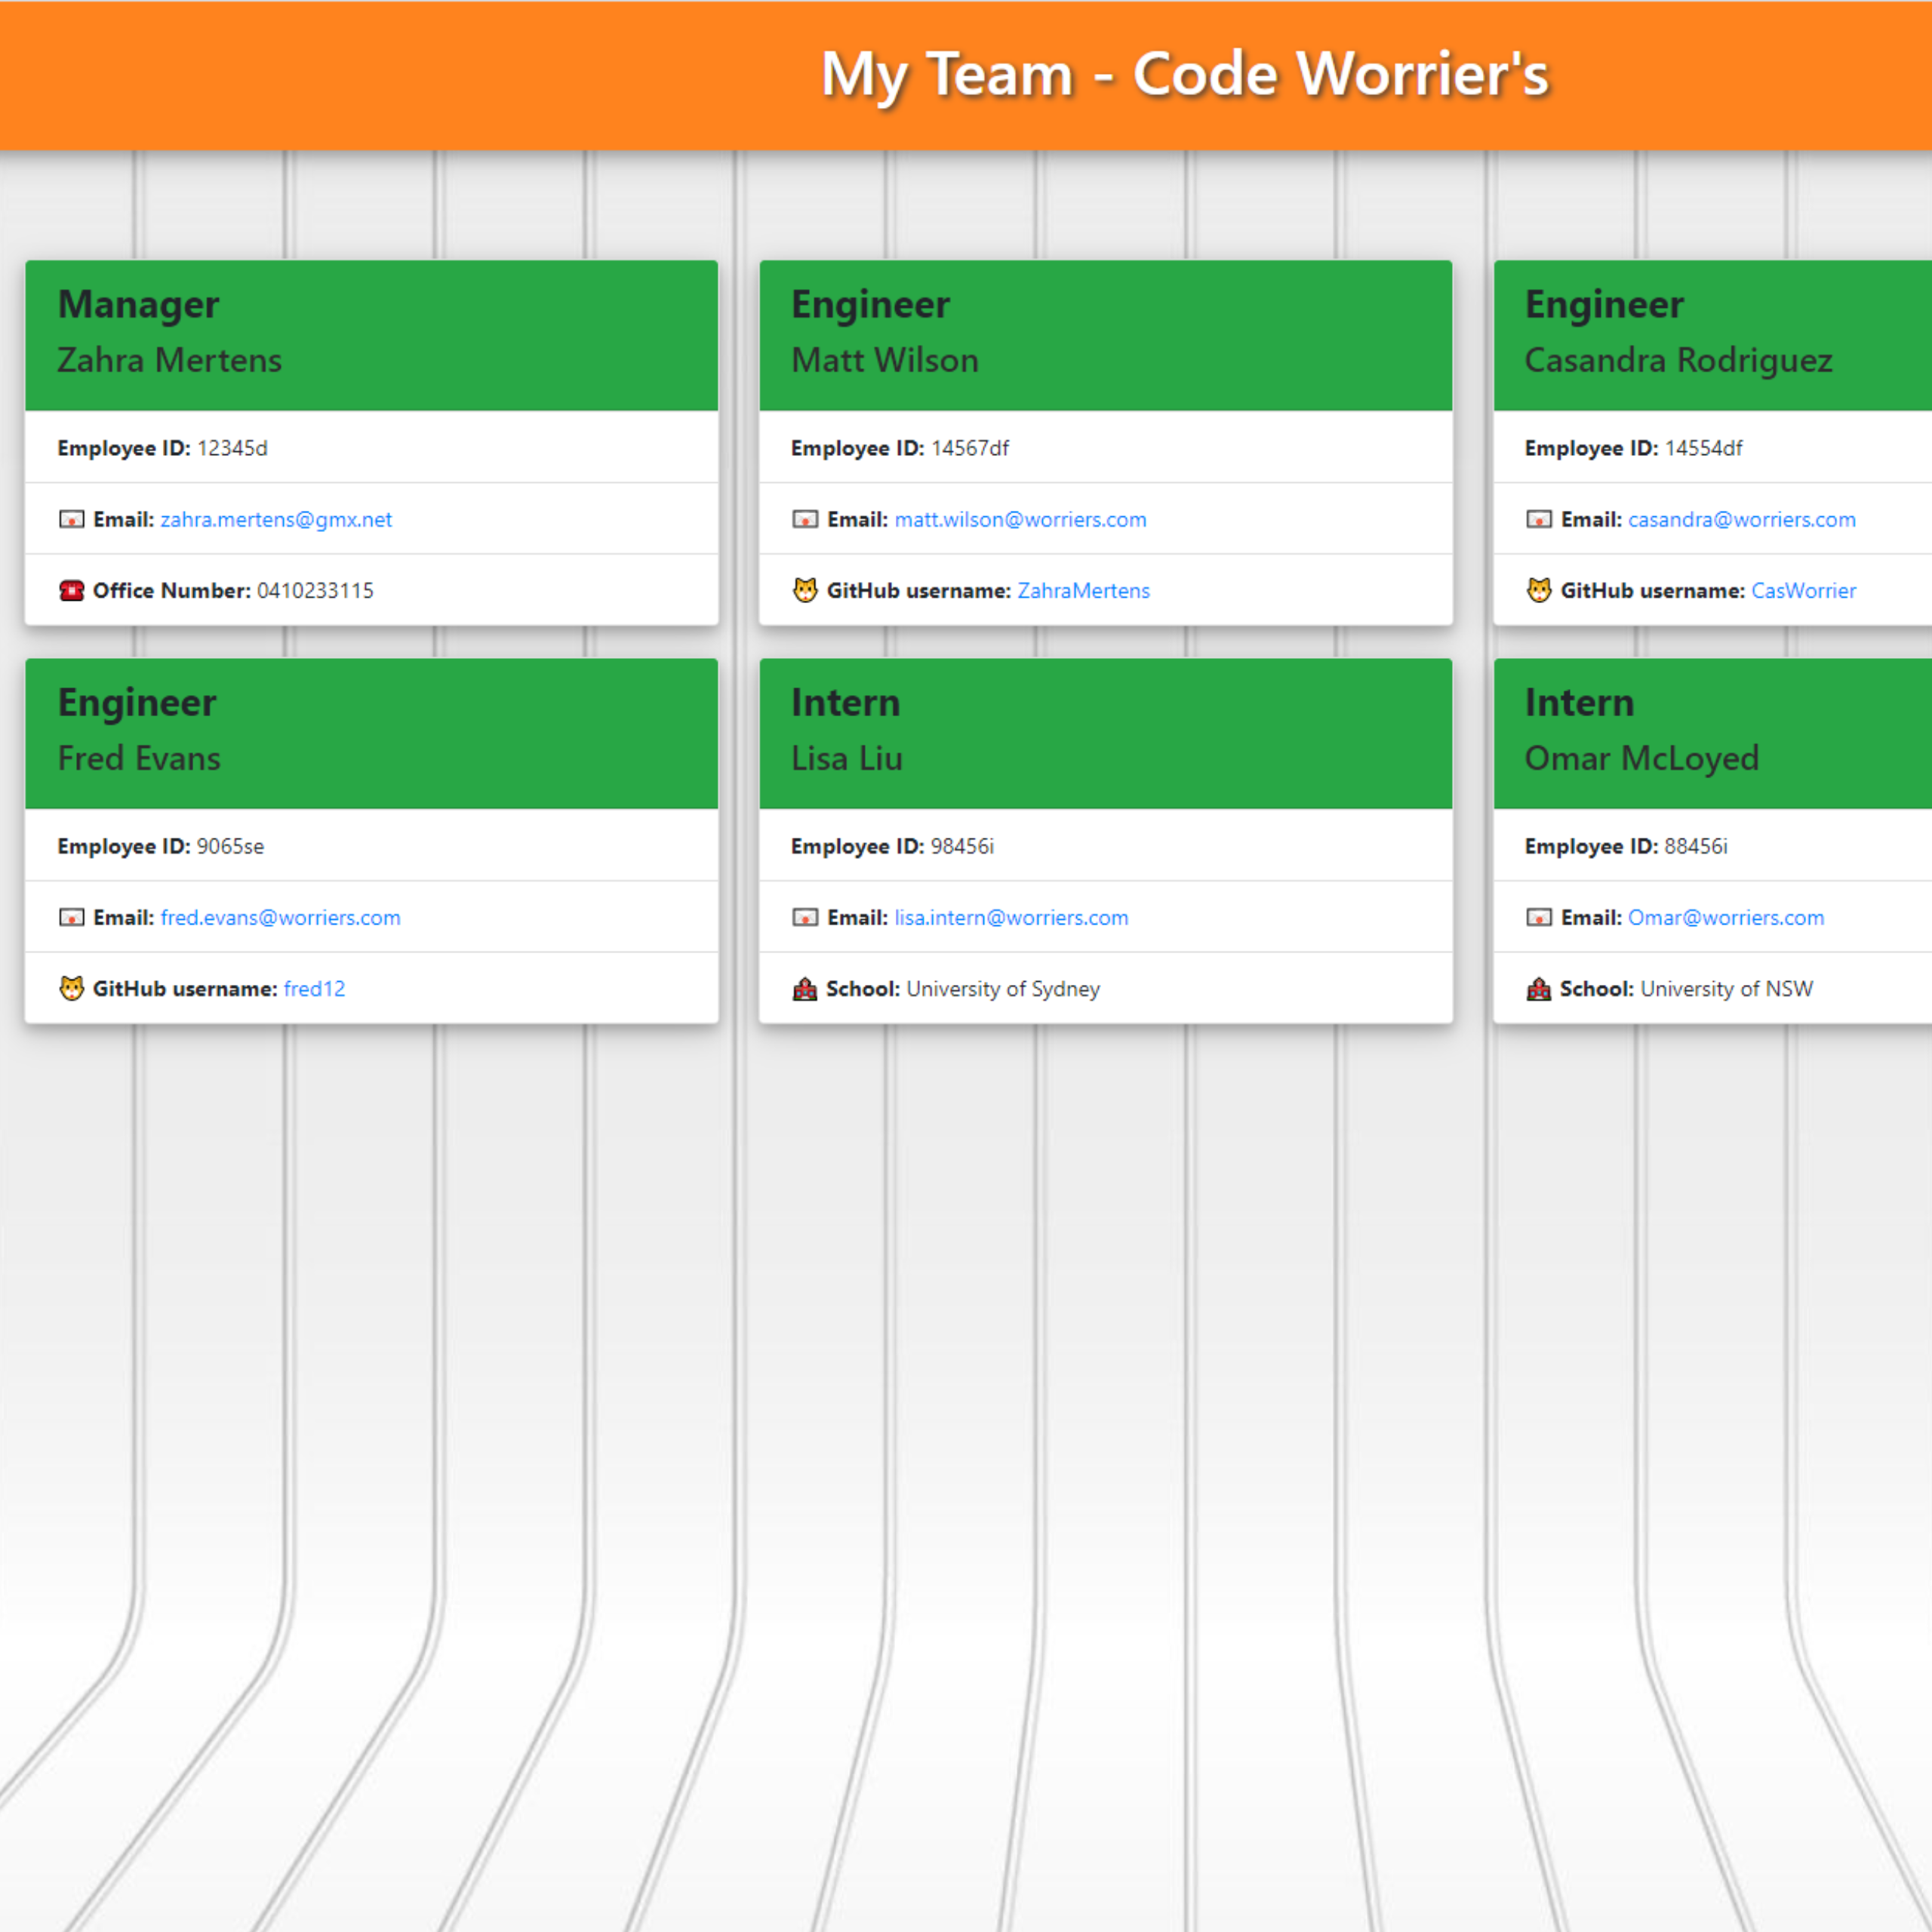 My Team - Code Worrier's
Manager
Zahra Mertens
Employee ID: 12345d
Email: zahra.mertens@gmx.net
Office Number: 0410233115
Engineer
Matt Wilson
Employee ID: 14567df
Email: matt.wilson@worriers.com
GitHub username: ZahraMertens
Engineer
Casandra Rodriguez
Employee ID: 14554df
Email: casandra@worriers.com
GitHub username: CasWorrier
Engineer
Fred Evans
Employee ID: 9065se
Email: fred.evans@worriers.com
GitHub username: fred12
Intern
Lisa Liu
Employee ID: 98456i
Email: lisa.intern@worriers.com
School: University of Sydney
Intern
Omar McLoyed
Employee ID: 88456i
Email: Omar@worriers.com
School: University of NSW